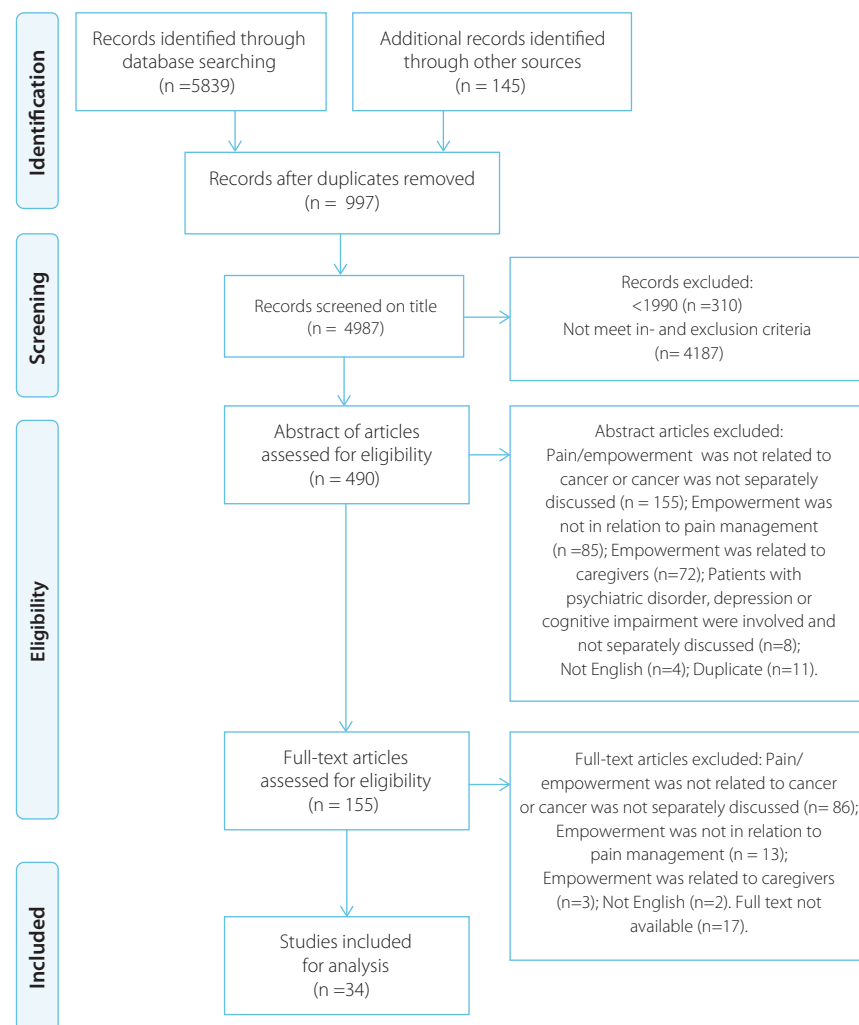 Identification
Records identified through
database searching
(n =5839)
Additional records identified
through other sources
(n = 145)
Records after duplicates removed
(n = 997)
Screening
Records screened on title
(n = 4987)
Records excluded:
<1990 (n =310)
Not meet in- and exclusion criteria
(n= 4187)
Eligibility
Abstract of articles
assessed for eligibility
(n = 490)
Abstract articles excluded:
Pain/empowerment was not related to
cancer or cancer was not separately
discussed (n = 155); Empowerment was
not in relation to pain management
(n =85); Empowerment was related to
caregivers (n=72); Patients with
psychiatric disorder, depression or
cognitive impairment were involved and
not separately discussed (n=8);
Not English (n=4); Duplicate (n=11).
Full-text articles
assessed for eligibility
(n = 155)
Full-text articles excluded: Pain/
empowerment was not related to cancer
or cancer was not separately discussed (n= 86);
Empowerment was not in relation to
pain management (n = 13);
Empowerment was related to caregivers
(n=3); Not English (n=2). Full text not
available (n=17).
Included
Studies included
for analysis
(n =34)